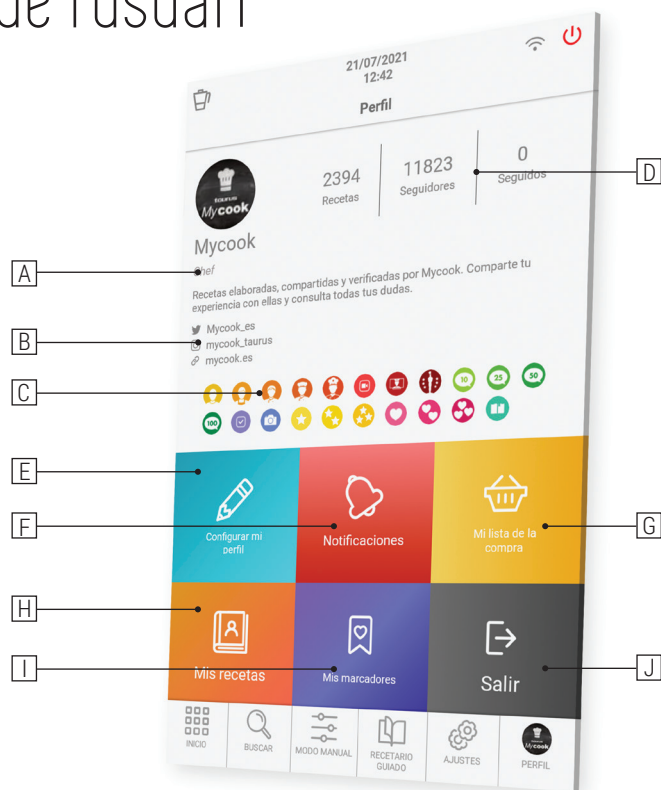 de l'usuari
21/07/2021
12:42
Perfil
taurus
Mycook
2394
Recetas
11823
Seguidores
0
Seguidos
D
Mycook
A
Chef
Recetas elaboradas, compartidas y verificadas por Mycook. Comparte tu
experiencia con ellas y consulta todas tus dudas.
Mycook_es
B
mycook_taurus
mycook.es
C
10
25
50
100
E
Configurar mi
perfil
F
Notificaciones
Mi lista de la
compra
G
H
Mis recetas
I
Mis marcadores
Salir
J
INICIO
BUSCAR
MODO MANUAL
RECETARIO
GUIADO
AJUSTES
Mycook
PERFIL